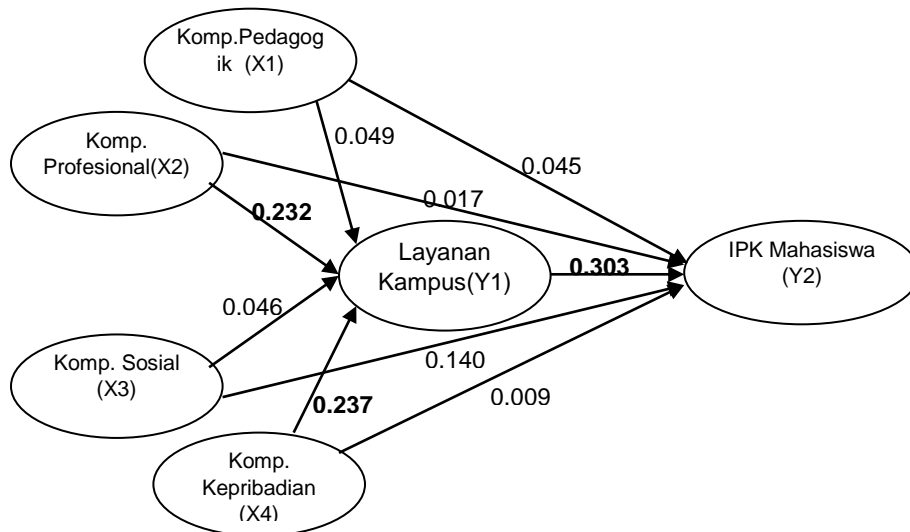 Komp.Pedagog
ik (X1)
0.049
0.045
Komp.
Profesional(X2)
0.017
0.232
Layanan
Kampus(Y1)
0.303
IPK Mahasiswa
(Y2)
0.046
Komp. Sosial
(X3)
0.140
0.237
0.009
Komp.
Kepribadian
(X4)